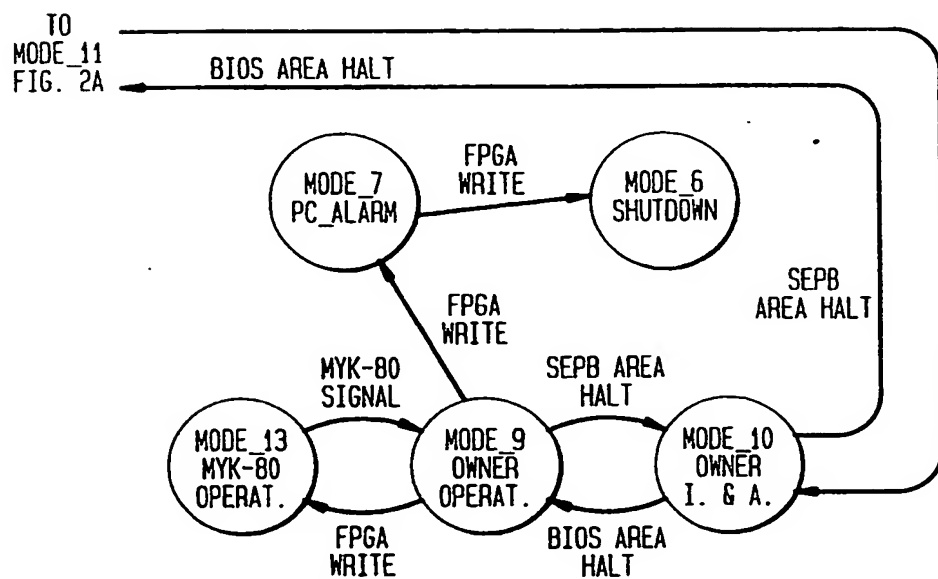 TO
MODE_11
FIG. 2A
BIOS AREA HALT
MODE_7
PC_ALARM
FPGA
WRITE
MODE_6
SHUTDOWN
SEPB
AREA HALT
FPGA
WRITE
MYK-80
SIGNAL
SEPB AREA
HALT
MODE_13
MYK-80
OPERAT.
MODE_9
OWNER
OPERAT.
MODE_10
OWNER
I. & A.
FPGA
WRITE
BIOS AREA
HALT